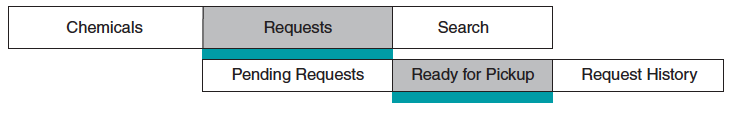 Chemicals Requests Search
Pending Requests Ready for Pickup Request History